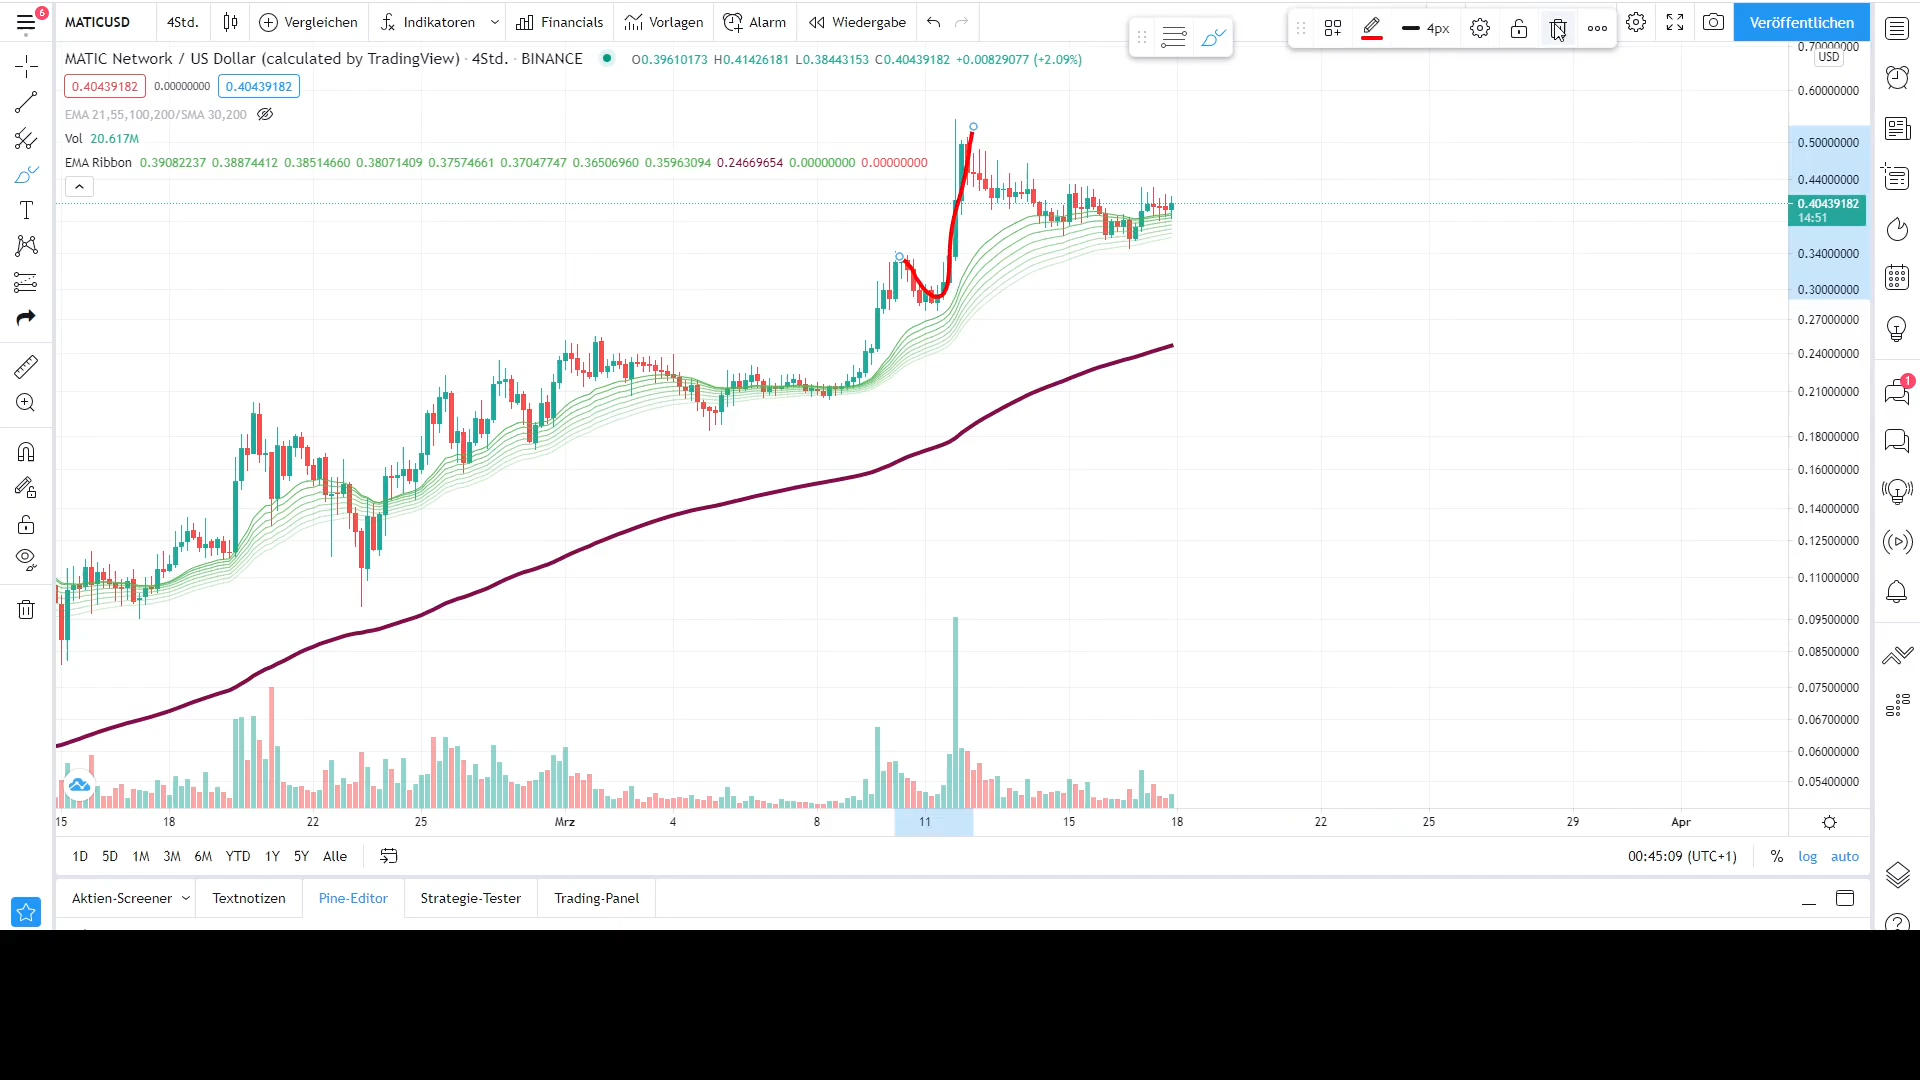 6
MATICUSD 4Std. Vergleichen Indikatoren Financials Vorlagen Alarm Wiedergabe 4px Veröffentlichen
MATIC Network / US Dollar (calculated by TradingView) · 4Std. · BINANCE O0.39610173 H0.41426181 L0.38443153 C0.40439182 +0.00829077 (+2.09%)
0.40439182 0.00000000 0.40439182
EMA 21,55,100,200/SMA 30,200
Vol 20.617M
EMA Ribbon 0.39082237 0.38874412 0.38514660 0.38071409 0.37574661 0.37047747 0.36506960 0.35963094 0.24669654 0.00000000 0.00000000
0.70000000
USD
0.60000000
0.50000000
0.44000000
0.40439182
14:51
0.34000000
0.30000000
0.27000000
0.24000000
0.21000000
0.18000000
0.16000000
0.14000000
0.12500000
0.11000000
0.09500000
0.08500000
0.07500000
0.06700000
0.06000000
0.05400000
1
15 18 22 25 Mrz 4 8 11 15 18 22 25 29 Apr
1D 5D 1M 3M 6M YTD 1Y 5Y Alle 00:45:09 (UTC+1) % log auto
Aktien-Screener Textnotizen Pine-Editor Strategie-Tester Trading-Panel